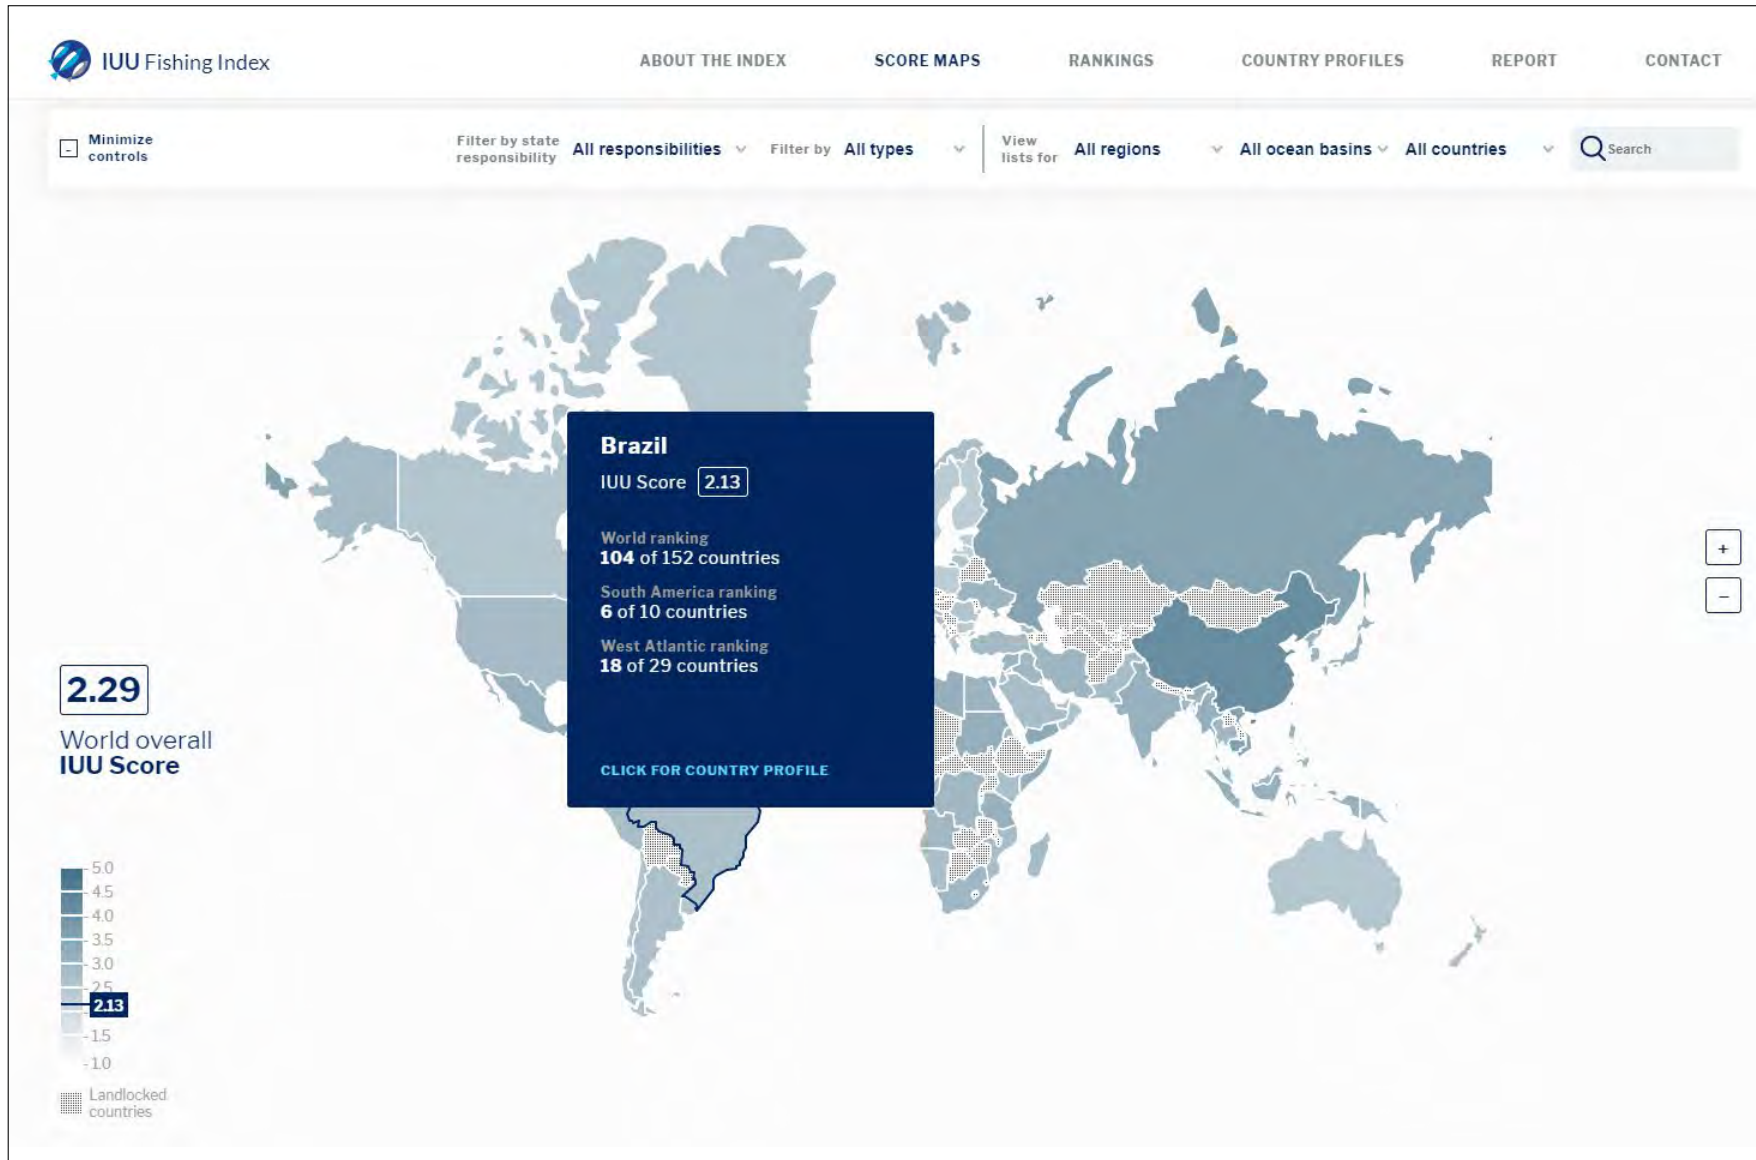 IUU Fishing Index
ABOUT THE INDEX
SCORE MAPS
RANKINGS
COUNTRY PROFILES
REPORT
CONTACT
-
Minimize
controls
Filter by state
responsibility
All responsibilities
Filter by
All types
View
lists for
All regions
All ocean basins
All countries
Search
Brazil
IUU Score 2.13
World ranking
104 of 152 countries
South America ranking
6 of 10 countries
West Atlantic ranking
18 of 29 countries
CLICK FOR COUNTRY PROFILE
+
−
2.29
World overall
IUU Score
5.0
4.5
4.0
3.5
3.0
2.5
2.13
1.5
1.0
Landlocked
countries